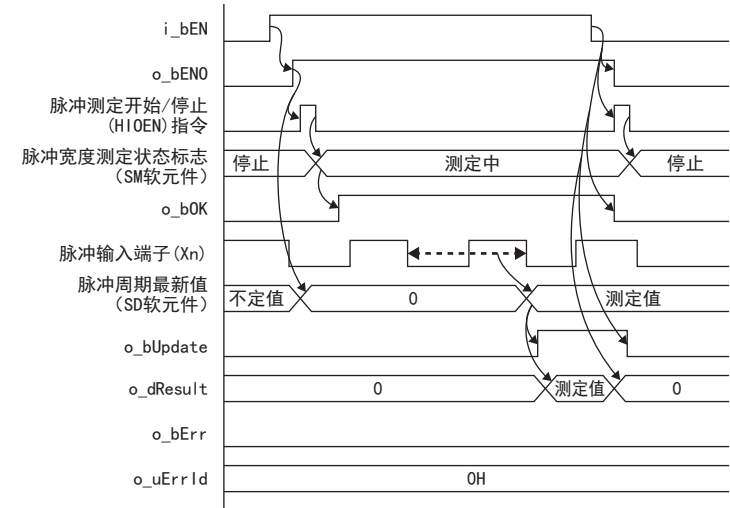 i_bEN
o_bENO
脉冲测定开始/停止
(HIOEN)指令
脉冲宽度测定状态标志
(SM软元件)
停止
测定中
停止
o_bOK
脉冲输入端子(Xn)
脉冲周期最新值
(SD软元件)
不定值
0
测定值
o_bUpdate
o_dResult
0
测定值
0
o_bErr
o_uErrId
0H